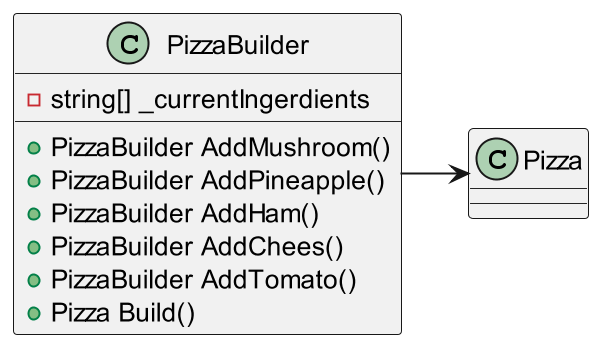 C PizzaBuilder
string[] _currentIngerdients
PizzaBuilder AddMushroom()
PizzaBuilder AddPineapple()
PizzaBuilder AddHam()
PizzaBuilder AddChees()
PizzaBuilder AddTomato()
Pizza Build()
C Pizza